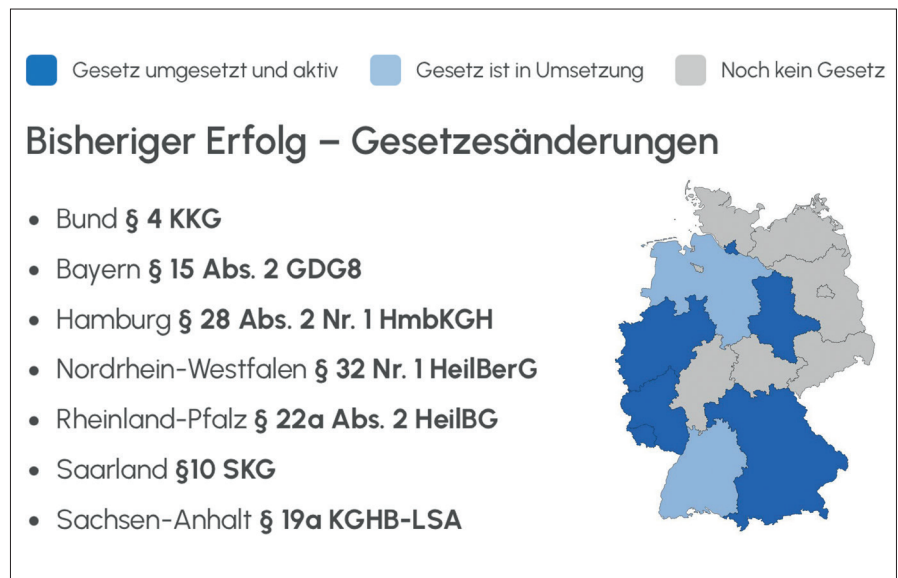 Gesetz umgesetzt und aktiv Gesetz ist in Umsetzung Noch kein Gesetz
Bisheriger Erfolg – Gesetzesänderungen
• Bund § 4 KKG
• Bayern § 15 Abs. 2 GDG8
• Hamburg § 28 Abs. 2 Nr. 1 HmbKGH
• Nordrhein-Westfalen § 32 Nr. 1 HeilBerG
• Rheinland-Pfalz § 22a Abs. 2 HeilBG
• Saarland §10 SKG
• Sachsen-Anhalt § 19a KGHB-LSA